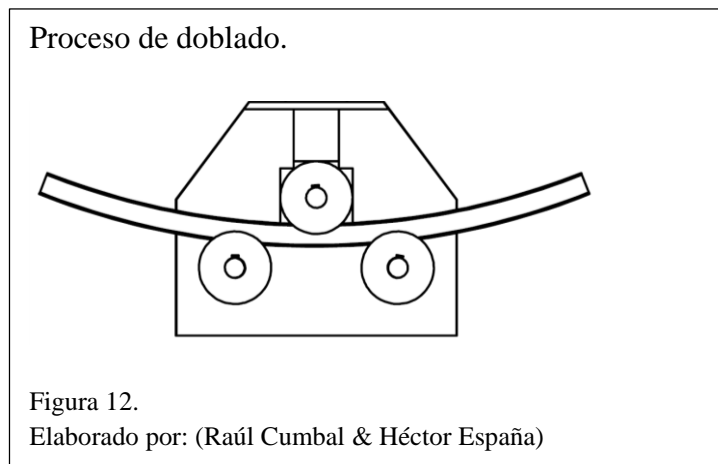 Proceso de doblado.
Figura 12.
Elaborado por: (Raúl Cumbal & Héctor España)